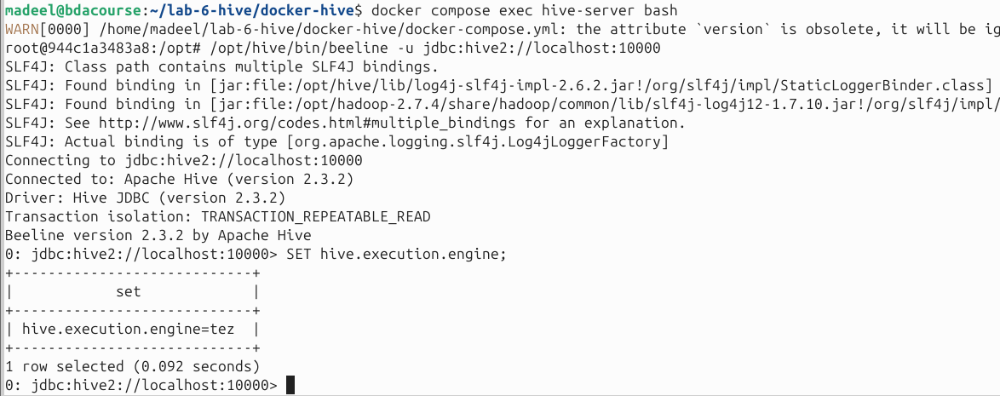 madeel@bdacourse:~/lab-6-hive/docker-hive$ docker compose exec hive-server bash
WARN[0000] /home/madeel/lab-6-hive/docker-hive/docker-compose.yml: the attribute `version` is obsolete, it will be ig
root@944c1a3483a8:/opt# /opt/hive/bin/beeline -u jdbc:hive2://localhost:10000
SLF4J: Class path contains multiple SLF4J bindings.
SLF4J: Found binding in [jar:file:/opt/hive/lib/log4j-slf4j-impl-2.6.2.jar!/org/slf4j/impl/StaticLoggerBinder.class]
SLF4J: Found binding in [jar:file:/opt/hadoop-2.7.4/share/hadoop/common/lib/slf4j-log4j12-1.7.10.jar!/org/slf4j/impl/
SLF4J: See http://www.slf4j.org/codes.html#multiple_bindings for an explanation.
SLF4J: Actual binding is of type [org.apache.logging.slf4j.Log4jLoggerFactory]
Connecting to jdbc:hive2://localhost:10000
Connected to: Apache Hive (version 2.3.2)
Driver: Hive JDBC (version 2.3.2)
Transaction isolation: TRANSACTION_REPEATABLE_READ
Beeline version 2.3.2 by Apache Hive
0: jdbc:hive2://localhost:10000> SET hive.execution.engine;
+----------------------------+
|            set             |
+----------------------------+
| hive.execution.engine=tez  |
+----------------------------+
1 row selected (0.092 seconds)
0: jdbc:hive2://localhost:10000>